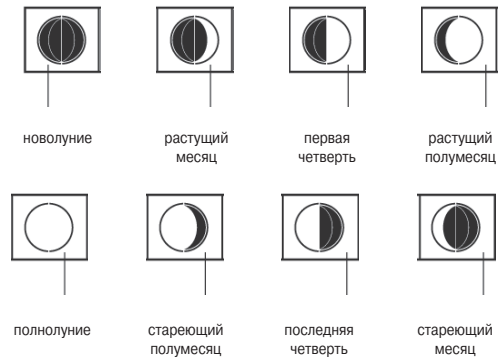 новолуние
растущий
месяц
первая
четверть
растущий
полумесяц
полнолуние
стареющий
полумесяц
последняя
четверть
стареющий
месяц